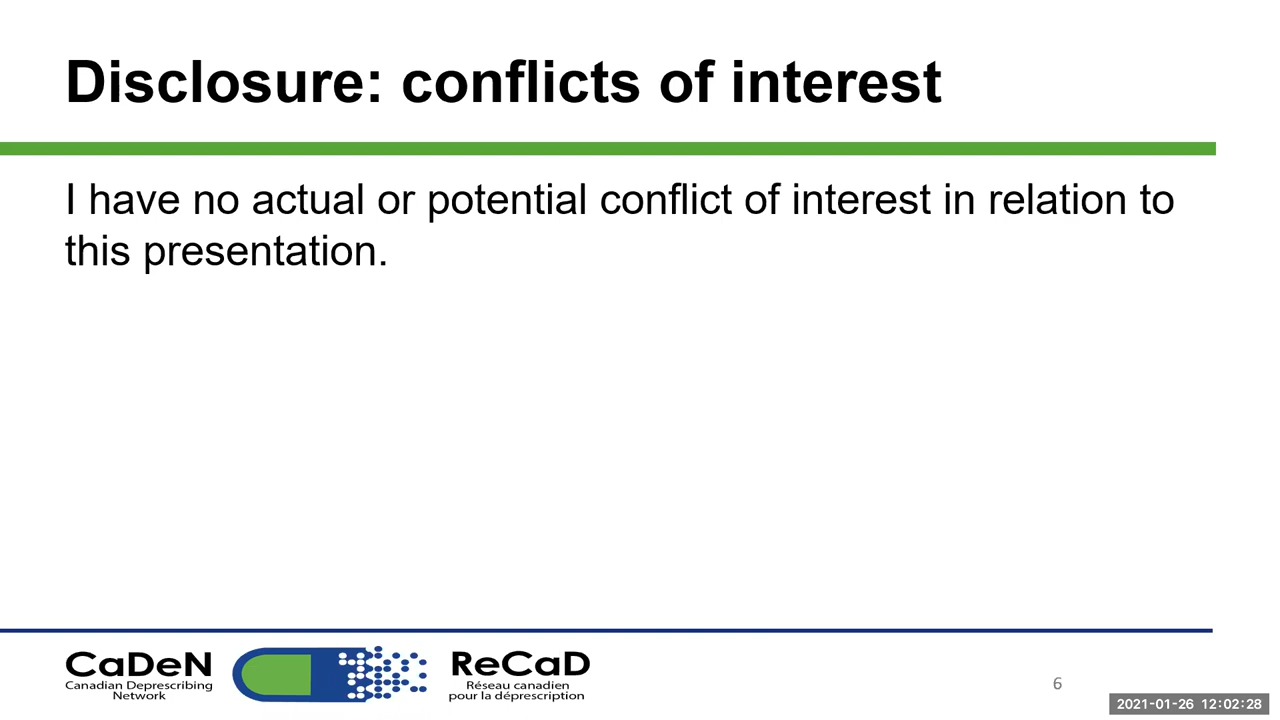 Disclosure: conflicts of interest
I have no actual or potential conflict of interest in relation to
this presentation.
CaDeN
Canadian Deprescribing
Network
ReCaD
Réseau canadien
pour la déprescription
6
2021-01-26 12:02:28